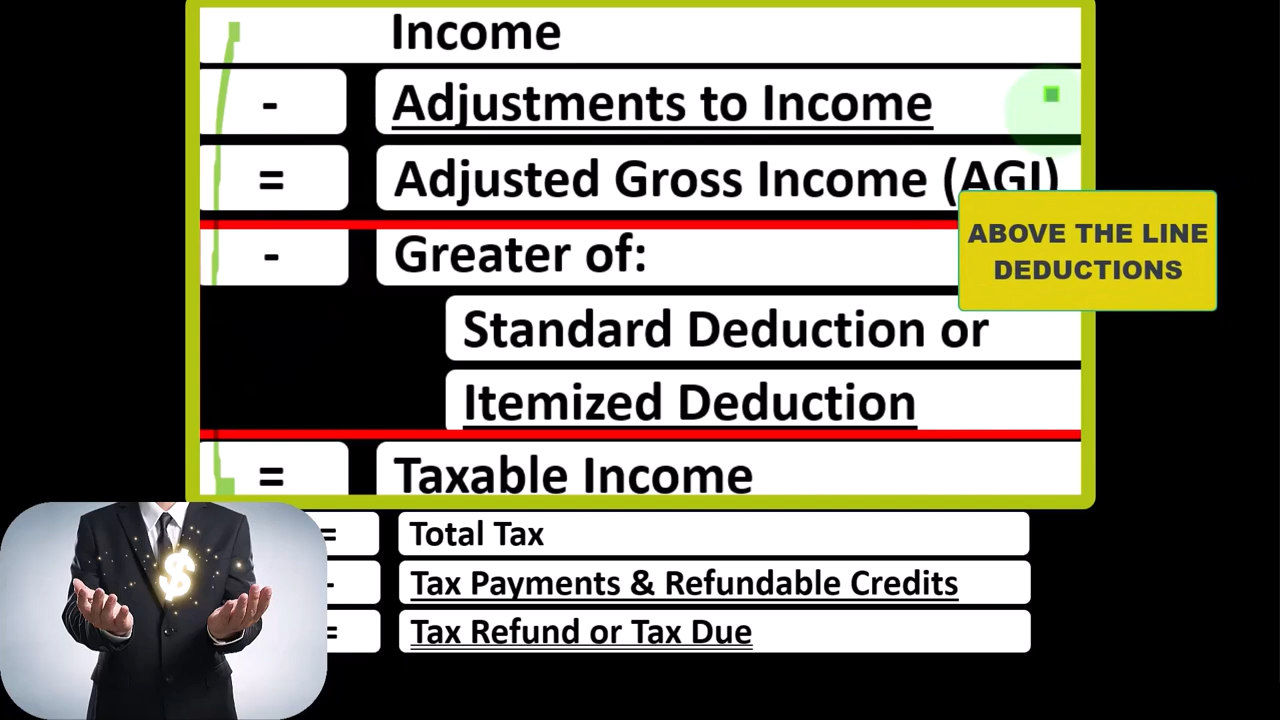 Income
- Adjustments to Income
= Adjusted Gross Income (AGI)
ABOVE THE LINE
DEDUCTIONS
- Greater of:
Standard Deduction or
Itemized Deduction
= Taxable Income
= Total Tax
- Tax Payments & Refundable Credits
= Tax Refund or Tax Due
$